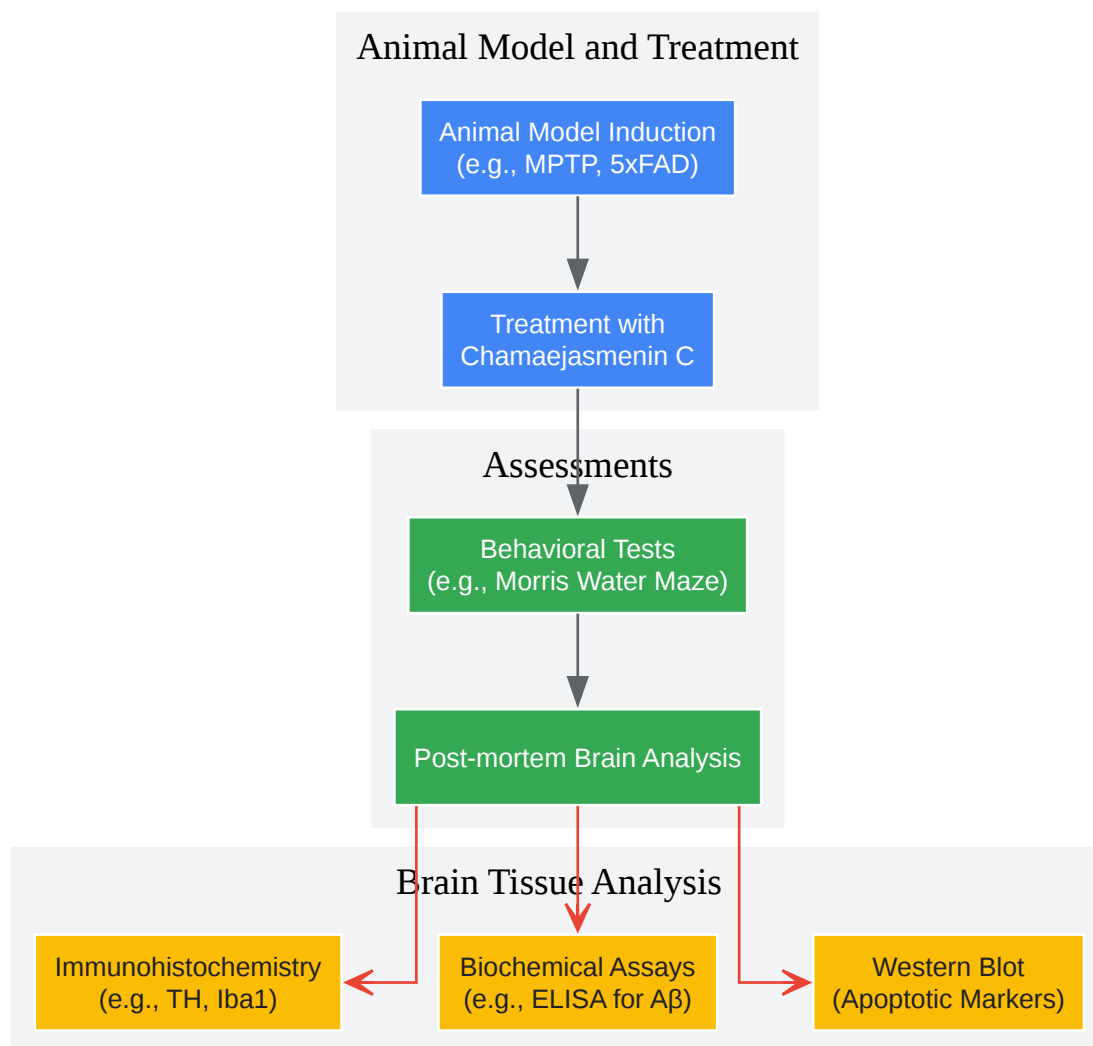 Animal Model and Treatment
Animal Model Induction
(e.g., MPTP, 5xFAD)
Treatment with
Chamaejasmenin C
Assessments
Behavioral Tests
(e.g., Morris Water Maze)
Post-mortem Brain Analysis
Brain Tissue Analysis
Immunohistochemistry
(e.g., TH, Iba1)
Biochemical Assays
(e.g., ELISA for Aβ)
Western Blot
(Apoptotic Markers)